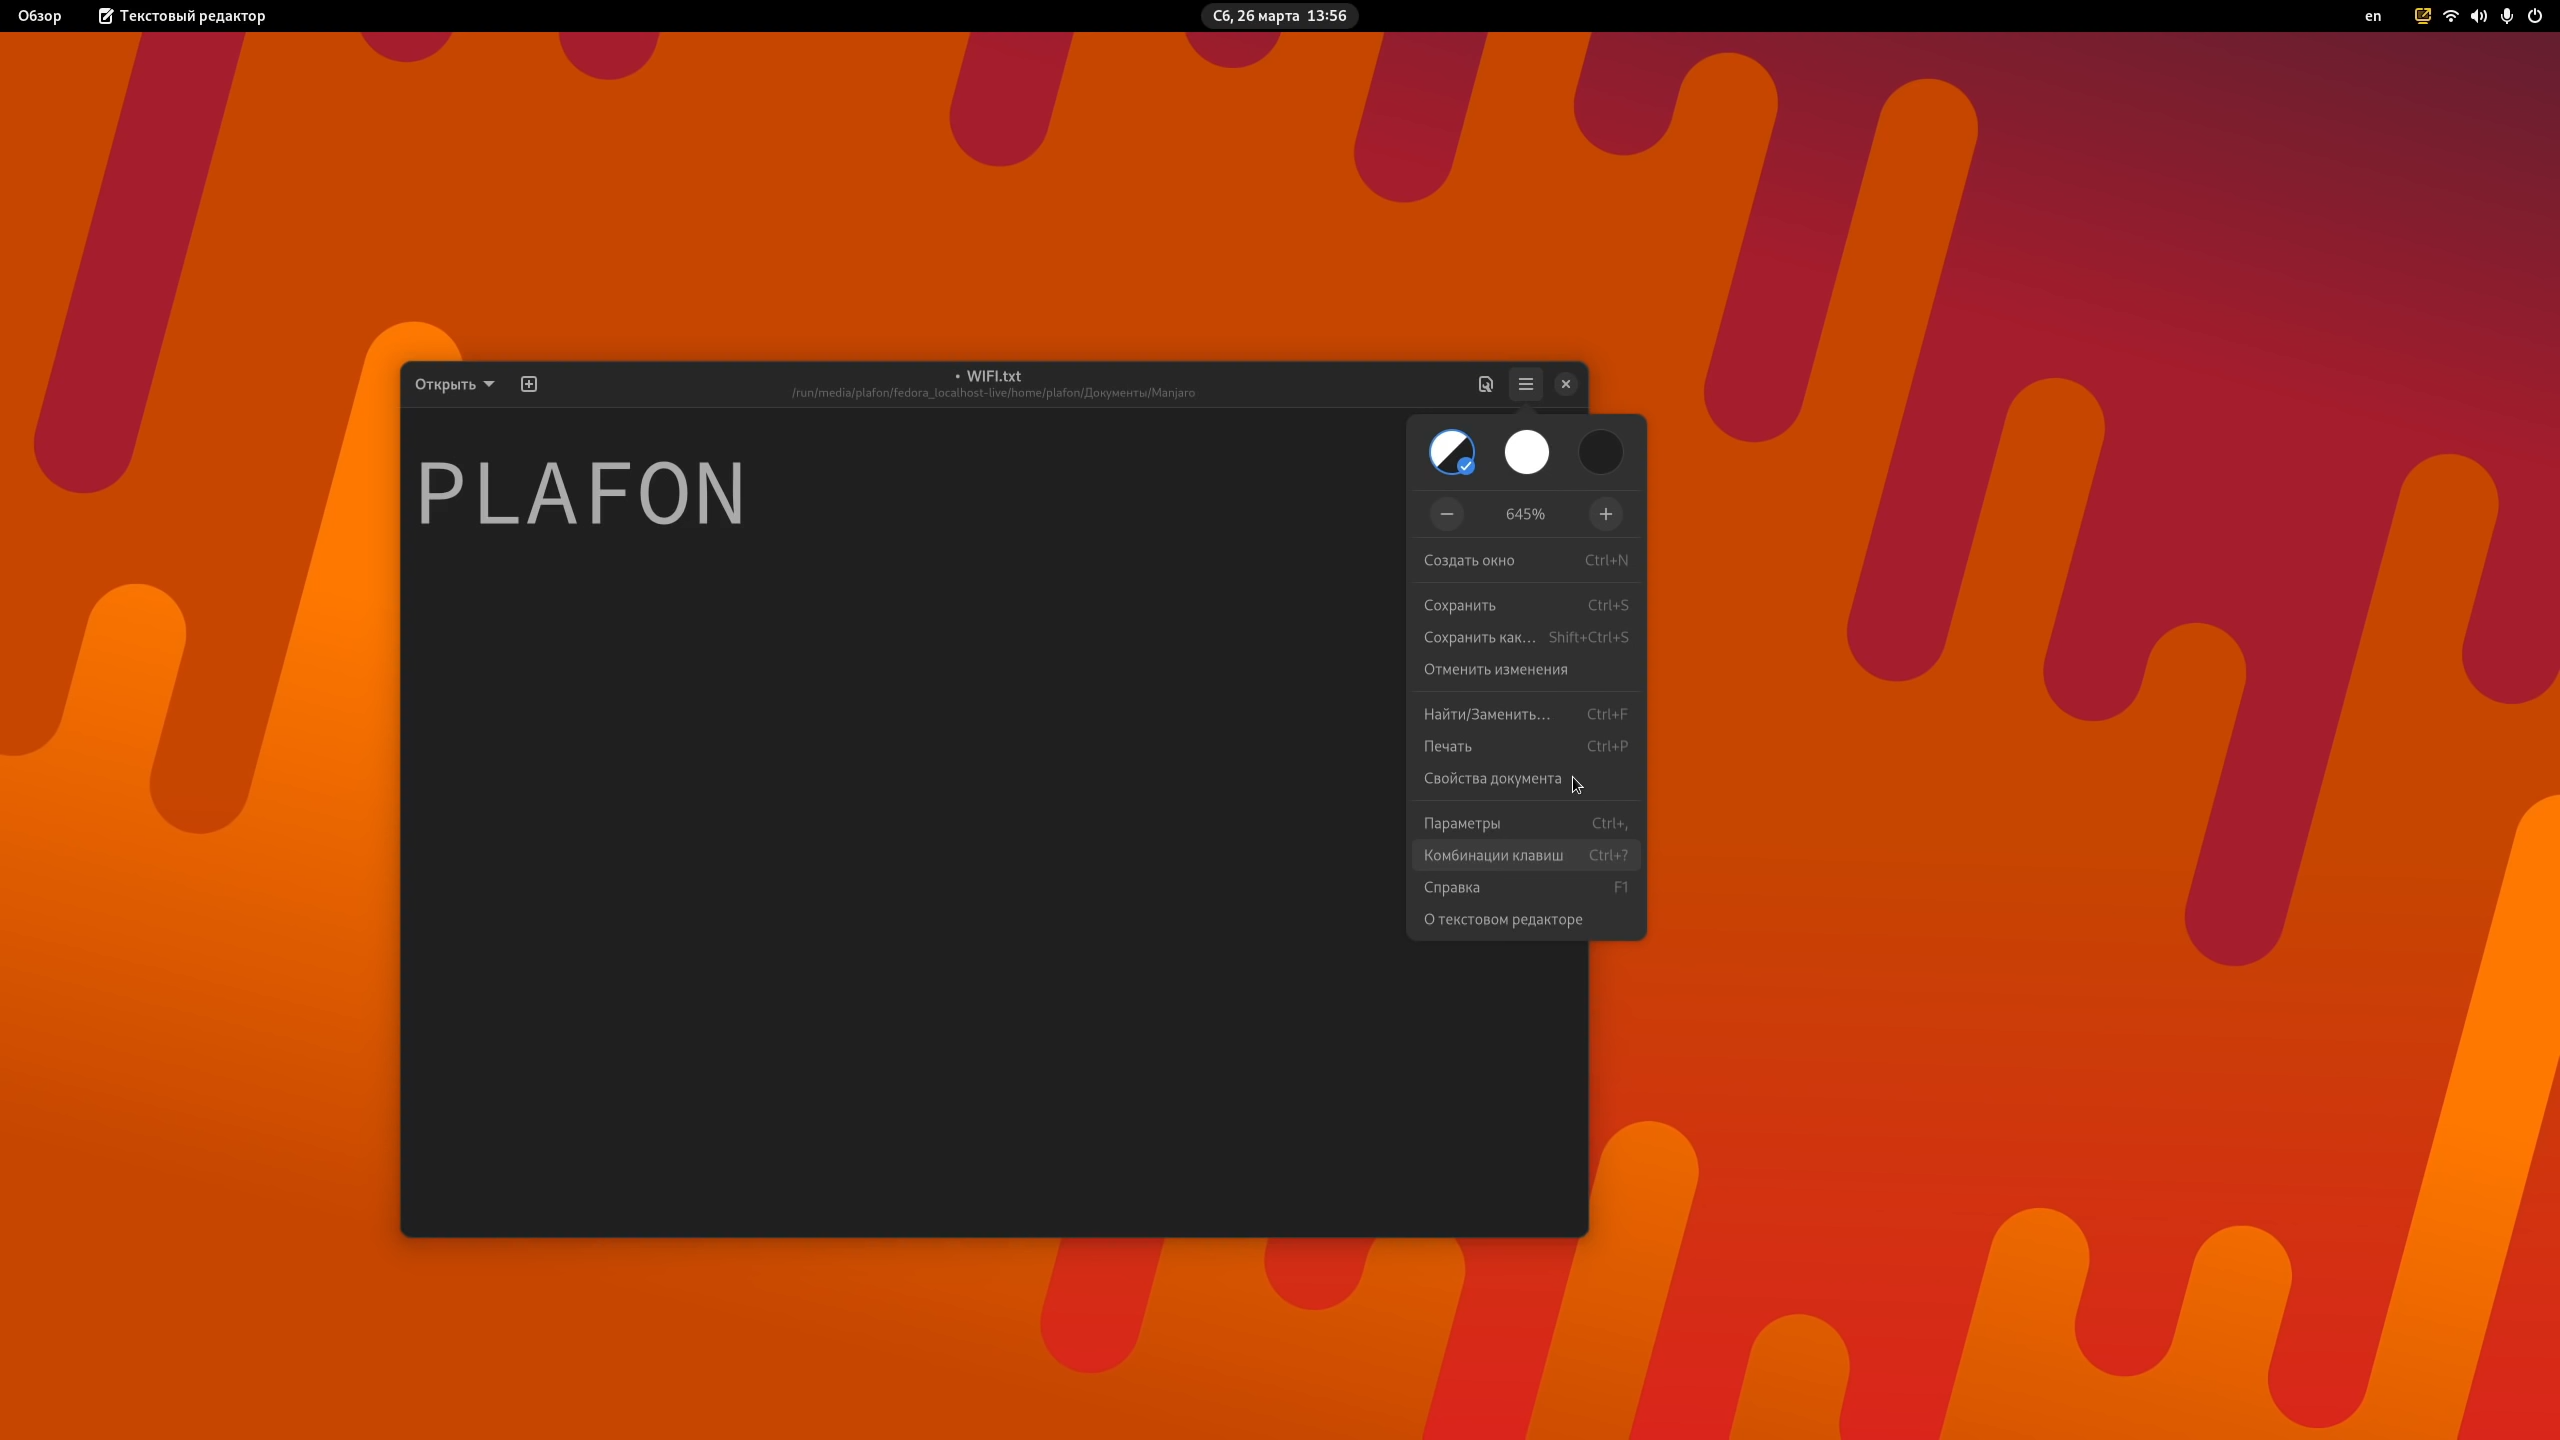 Обзор Текстовый редактор Сб, 26 марта 13:56 en
Открыть • WIFI.txt
/run/media/plafon/fedora_localhost-live/home/plafon/Документы/Manjaro
PLAFON
645%
Создать окно Ctrl+N
Сохранить Ctrl+S
Сохранить как… Shift+Ctrl+S
Отменить изменения
Найти/Заменить… Ctrl+F
Печать Ctrl+P
Свойства документа
Параметры Ctrl+,
Комбинации клавиш Ctrl+?
Справка F1
О текстовом редакторе